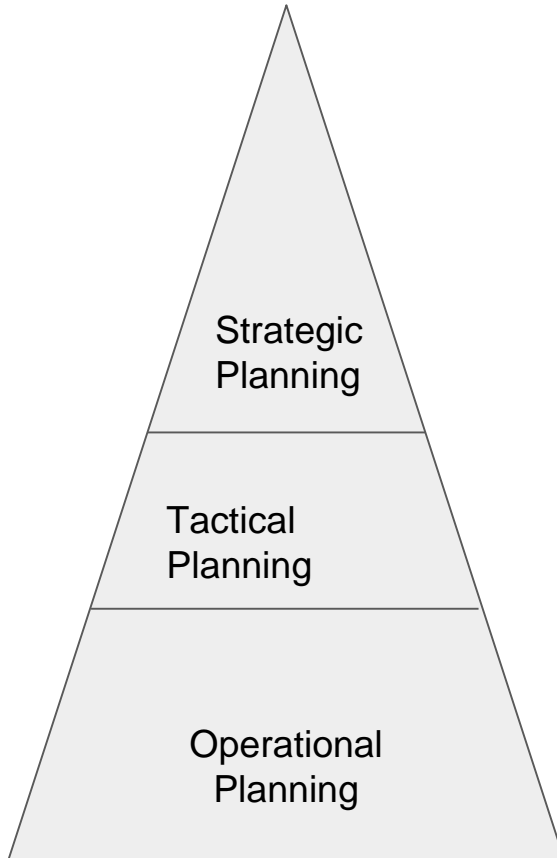 Strategic
Planning
Tactical
Planning
Operational
Planning